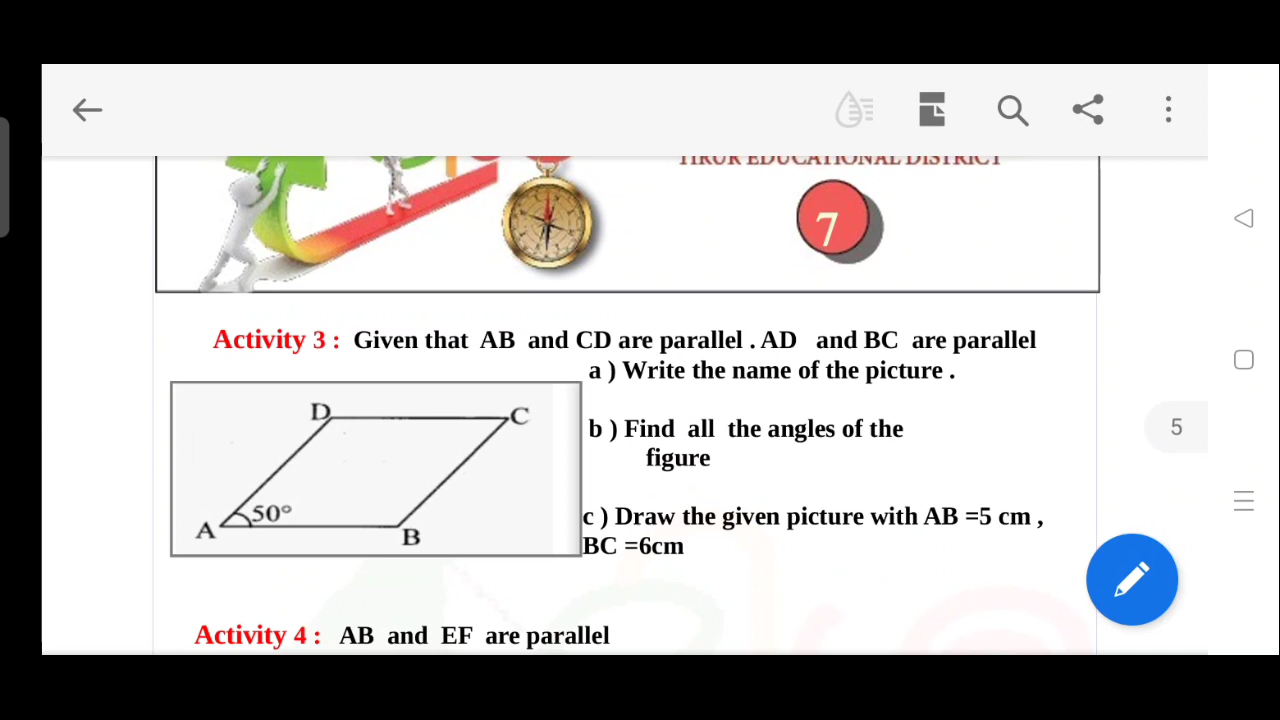 TIRUR EDUCATIONAL DISTRICT
7
Activity 3 : Given that AB and CD are parallel . AD and BC are parallel
a ) Write the name of the picture .
D
C
b ) Find all the angles of the
figure
50°
A
B
c ) Draw the given picture with AB =5 cm ,
BC =6cm
5
Activity 4 : AB and EF are parallel